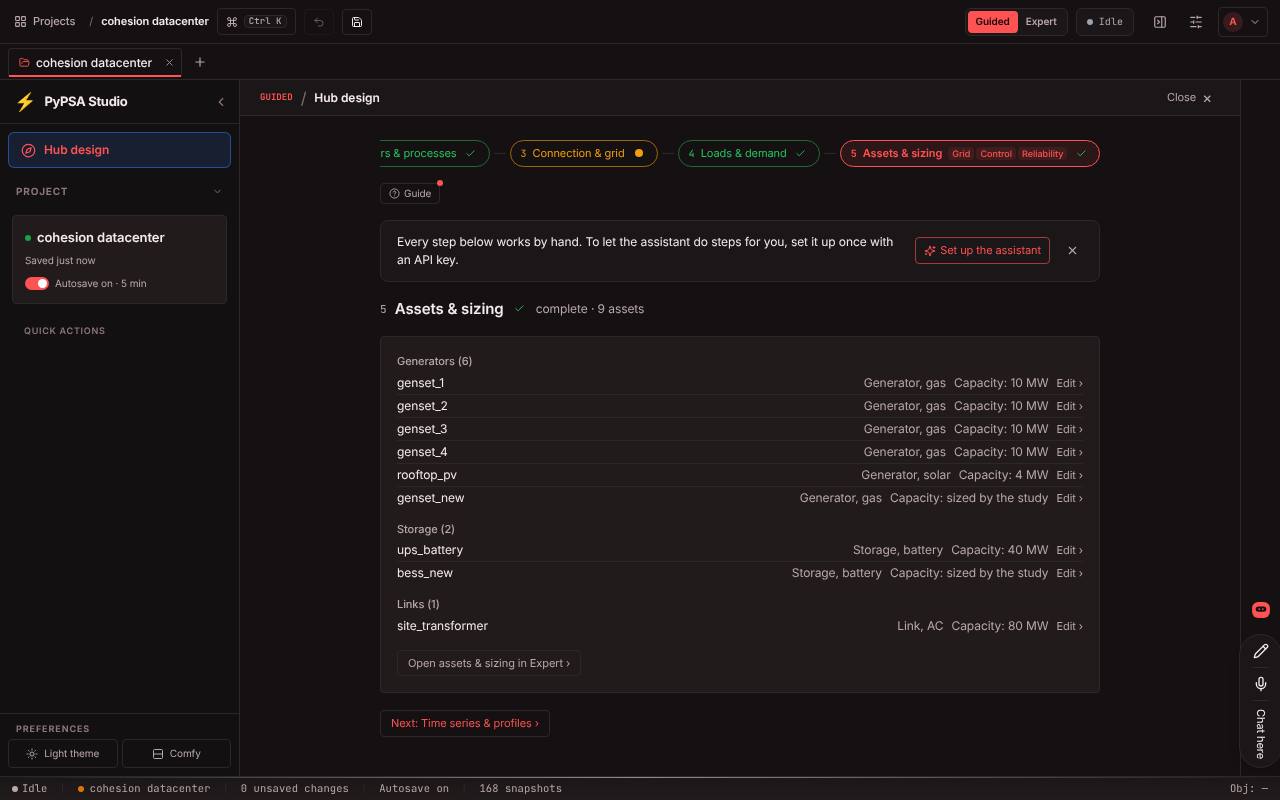 Projects / cohesion datacenter ⌘ Ctrl K Guided Expert Idle A
cohesion datacenter × +
PyPSA Studio
GUIDED / Hub design Close ×
Hub design
rs & processes ✓ 3 Connection & grid 4 Loads & demand ✓ 5 Assets & sizing Grid Control Reliability ✓
PROJECT
Guide
cohesion datacenter
Saved just now
Autosave on · 5 min
Every step below works by hand. To let the assistant do steps for you, set it up once with
an API key.
Set up the assistant ×
QUICK ACTIONS
5 Assets & sizing ✓ complete · 9 assets
Generators (6)
genset_1 Generator, gas Capacity: 10 MW Edit ›
genset_2 Generator, gas Capacity: 10 MW Edit ›
genset_3 Generator, gas Capacity: 10 MW Edit ›
genset_4 Generator, gas Capacity: 10 MW Edit ›
rooftop_pv Generator, solar Capacity: 4 MW Edit ›
genset_new Generator, gas Capacity: sized by the study Edit ›
Storage (2)
ups_battery Storage, battery Capacity: 40 MW Edit ›
bess_new Storage, battery Capacity: sized by the study Edit ›
Links (1)
site_transformer Link, AC Capacity: 80 MW Edit ›
Open assets & sizing in Expert ›
Next: Time series & profiles ›
Chat here
PREFERENCES
Light theme Comfy
Idle cohesion datacenter 0 unsaved changes Autosave on 168 snapshots Obj: —